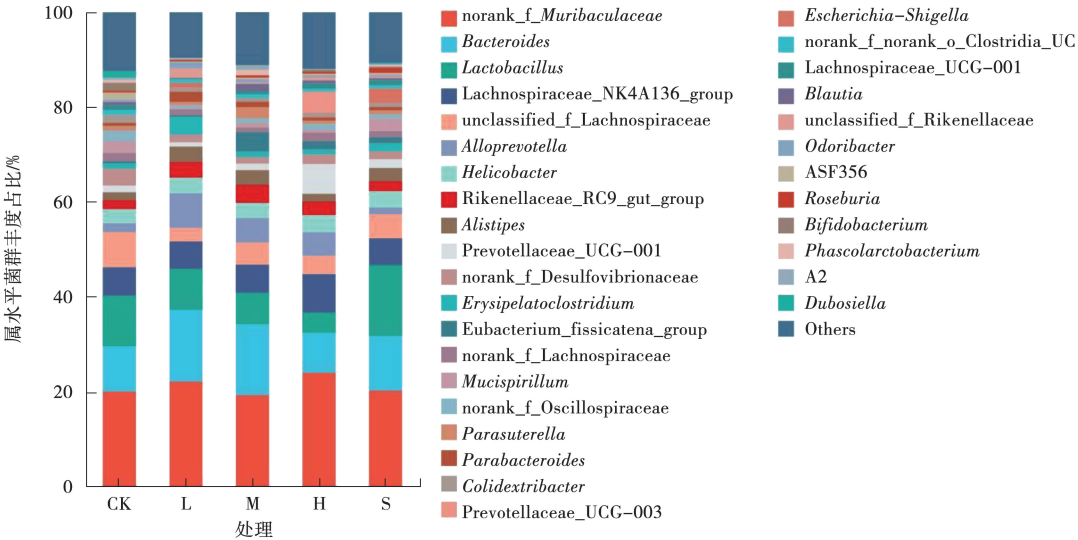 属水平菌群丰度占比/%
100
80
60
40
20
0
CK L M H S
处理
norank_f_Muribaculaceae
Bacteroides
Lactobacillus
Lachnospiraceae_NK4A136_group
unclassified_f_Lachnospiraceae
Alloprevotella
Helicobacter
Rikenellaceae_RC9_gut_group
Alistipes
Prevotellaceae_UCG-001
norank_f_Desulfovibrionaceae
Erysipelatoclostridium
Eubacterium_fissicatena_group
norank_f_Lachnospiraceae
Mucispirillum
norank_f_Oscillospiraceae
Parasuterella
Parabacteroides
Colidextribacter
Prevotellaceae_UCG-003
Escherichia-Shigella
norank_f_norank_o_Clostridia_UC
Lachnospiraceae_UCG-001
Blautia
unclassified_f_Rikenellaceae
Odoribacter
ASF356
Roseburia
Bifidobacterium
Phascolarctobacterium
A2
Dubosiella
Others